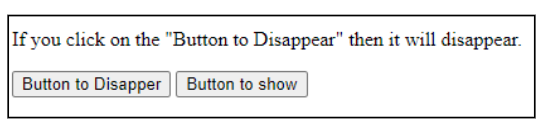 If you click on the "Button to Disappear" then it will disappear.
Button to Disapper Button to show